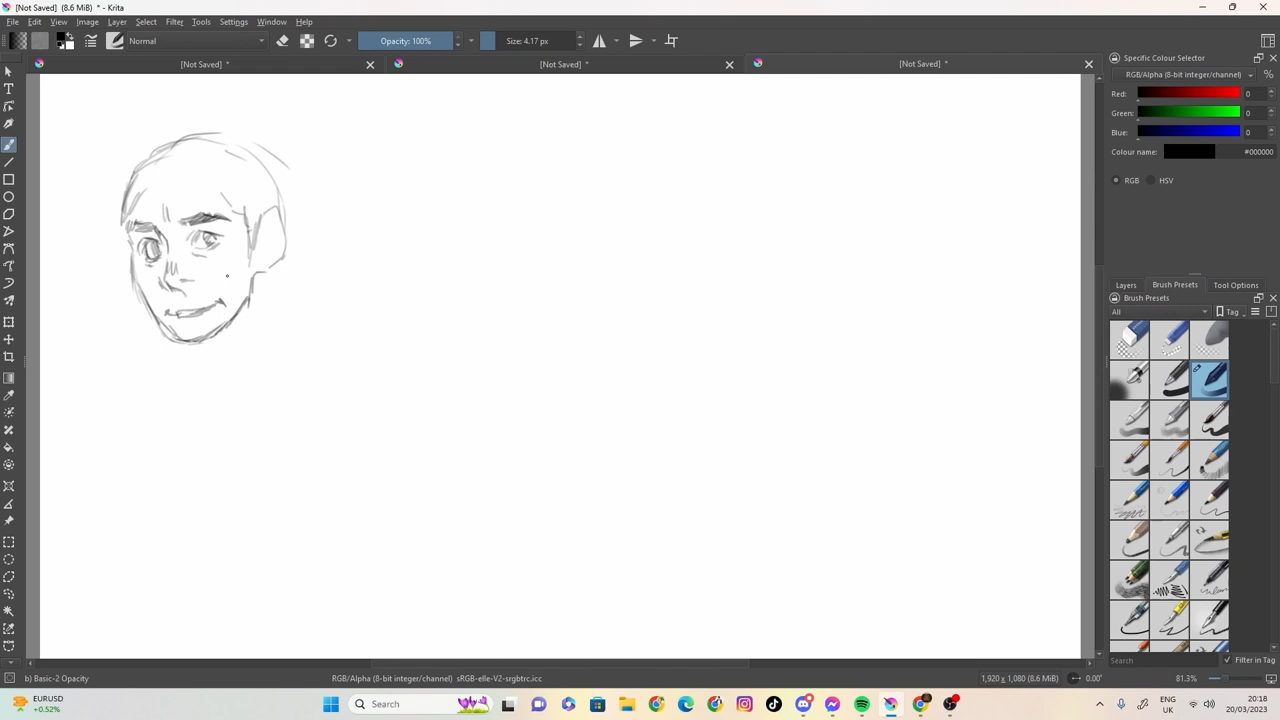 [Not Saved] (8.6 MiB) * - Krita
File Edit View Image Layer Select Filter Tools Settings Window Help
Normal Opacity: 100% Size: 4.17 px
[Not Saved] * [Not Saved] * [Not Saved] *
Specific Colour Selector
RGB/Alpha (8-bit integer/channel) %
Red: 0
Green: 0
Blue: 0
Colour name: #000000
RGB HSV
Layers Brush Presets Tool Options
Brush Presets
All Tag
Search Filter in Tag
b) Basic-2 Opacity RGB/Alpha (8-bit integer/channel) sRGB-elle-V2-srgbtrc.icc 1,920 x 1,080 (8.6 MiB) 0.00° 81.3%
EURUSD
+0.52%
Search
ENG
UK
20:18
20/03/2023